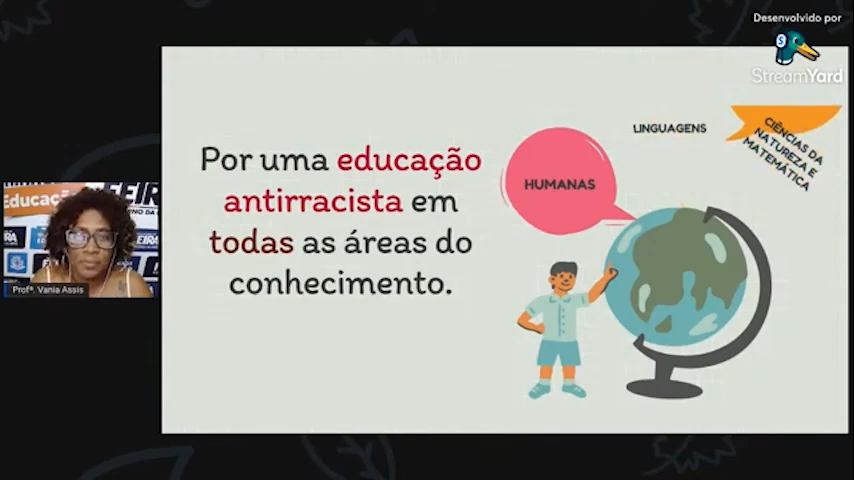 Desenvolvido por
StreamYard
Por uma educação
antirracista em
todas as áreas do
conhecimento.
HUMANAS
LINGUAGENS
CIÊNCIAS DA
NATUREZA E
MATEMÁTICA
Educação
FEIRA
Profª. Vania Assis